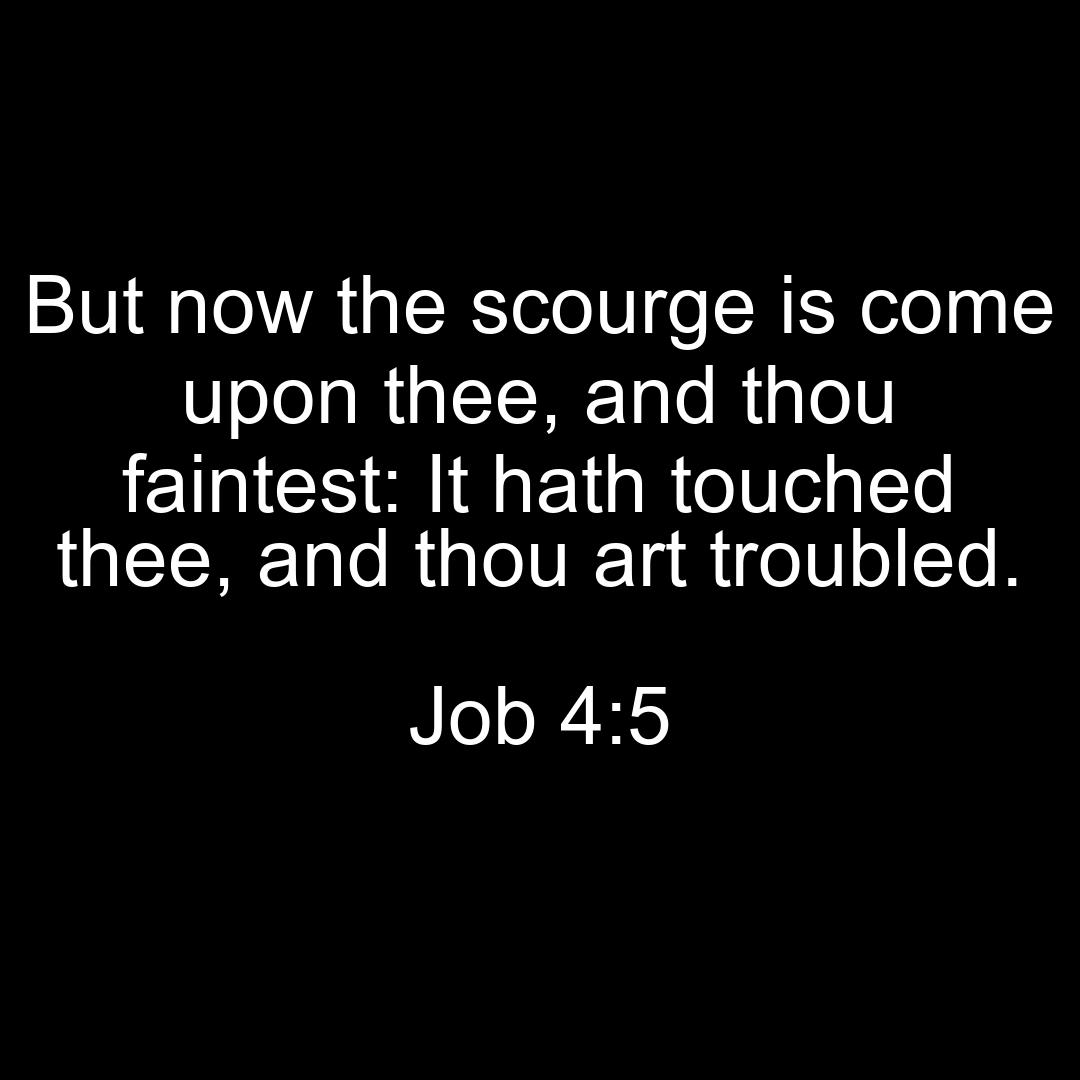 But now the scourge is come
upon thee, and thou
faintest: It hath touched
thee, and thou art troubled.
Job 4:5